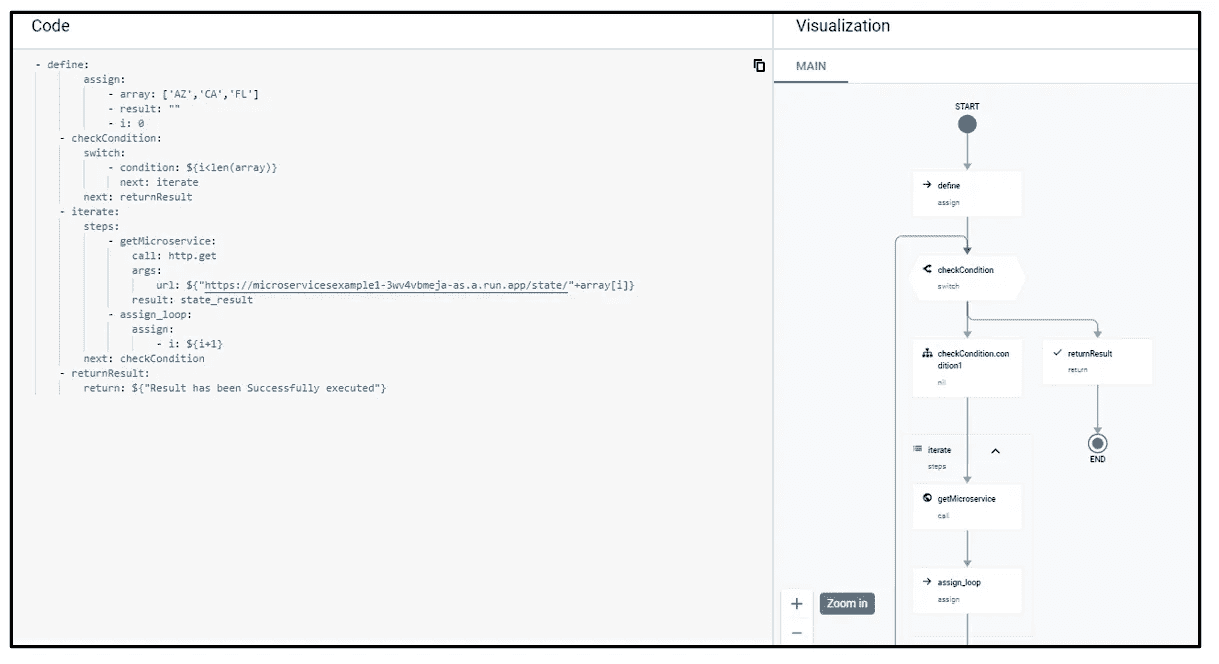 Code
- define:
assign:
- array: ['AZ','CA','FL']
- result: ""
- i: 0
- checkCondition:
switch:
- condition: ${i<len(array)}
next: iterate
next: returnResult
- iterate:
steps:
- getMicroservice:
call: http.get
args:
url: ${"https://microservicesexample1-3wv4vbmeja-as.a.run.app/state/"+array[i]}
result: state_result
- assign_loop:
assign:
- i: ${i+1}
next: checkCondition
- returnResult:
return: ${"Result has been Successfully executed"}
Visualization
MAIN
START
define
assign
checkCondition
switch
checkCondition.con
dition1
nil
returnResult
return
END
iterate
steps
getMicroservice
call
assign_loop
assign
+
Zoom in
−